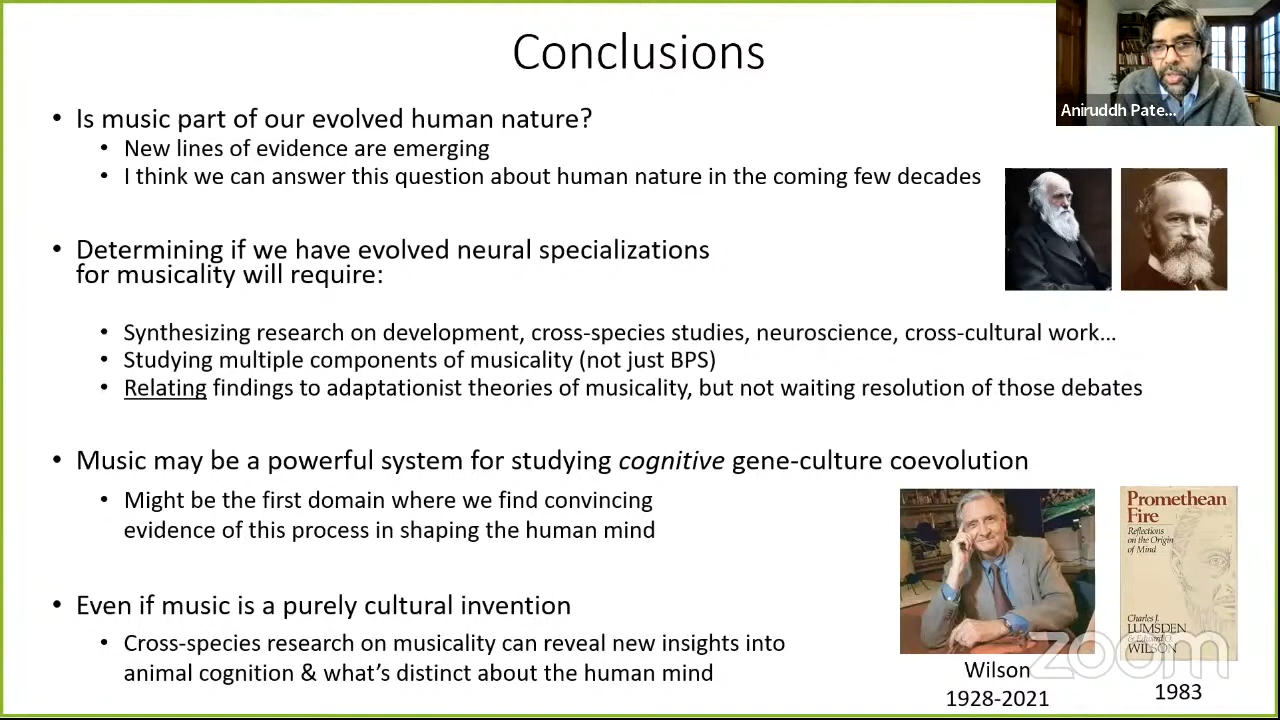 Conclusions
Aniruddh Pate...
• Is music part of our evolved human nature?
• New lines of evidence are emerging
• I think we can answer this question about human nature in the coming few decades
• Determining if we have evolved neural specializations
for musicality will require:
• Synthesizing research on development, cross-species studies, neuroscience, cross-cultural work...
• Studying multiple components of musicality (not just BPS)
• Relating findings to adaptationist theories of musicality, but not waiting resolution of those debates
• Music may be a powerful system for studying cognitive gene-culture coevolution
• Might be the first domain where we find convincing
evidence of this process in shaping the human mind
Promethean
Fire
Reflections
on the Origin
of Mind
Charles J.
LUMSDEN
& Edward O.
WILSON
• Even if music is a purely cultural invention
• Cross-species research on musicality can reveal new insights into
animal cognition & what's distinct about the human mind
zoom
Wilson
1928-2021
1983